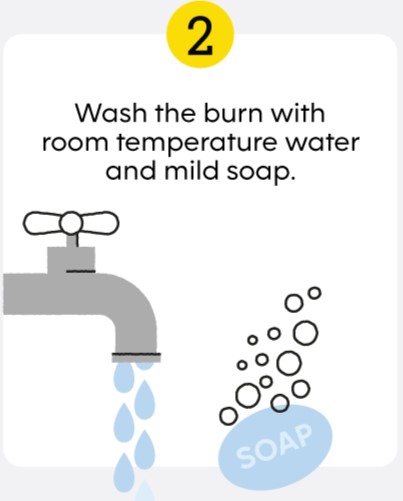 2
Wash the burn with
room temperature water
and mild soap.
SOAP